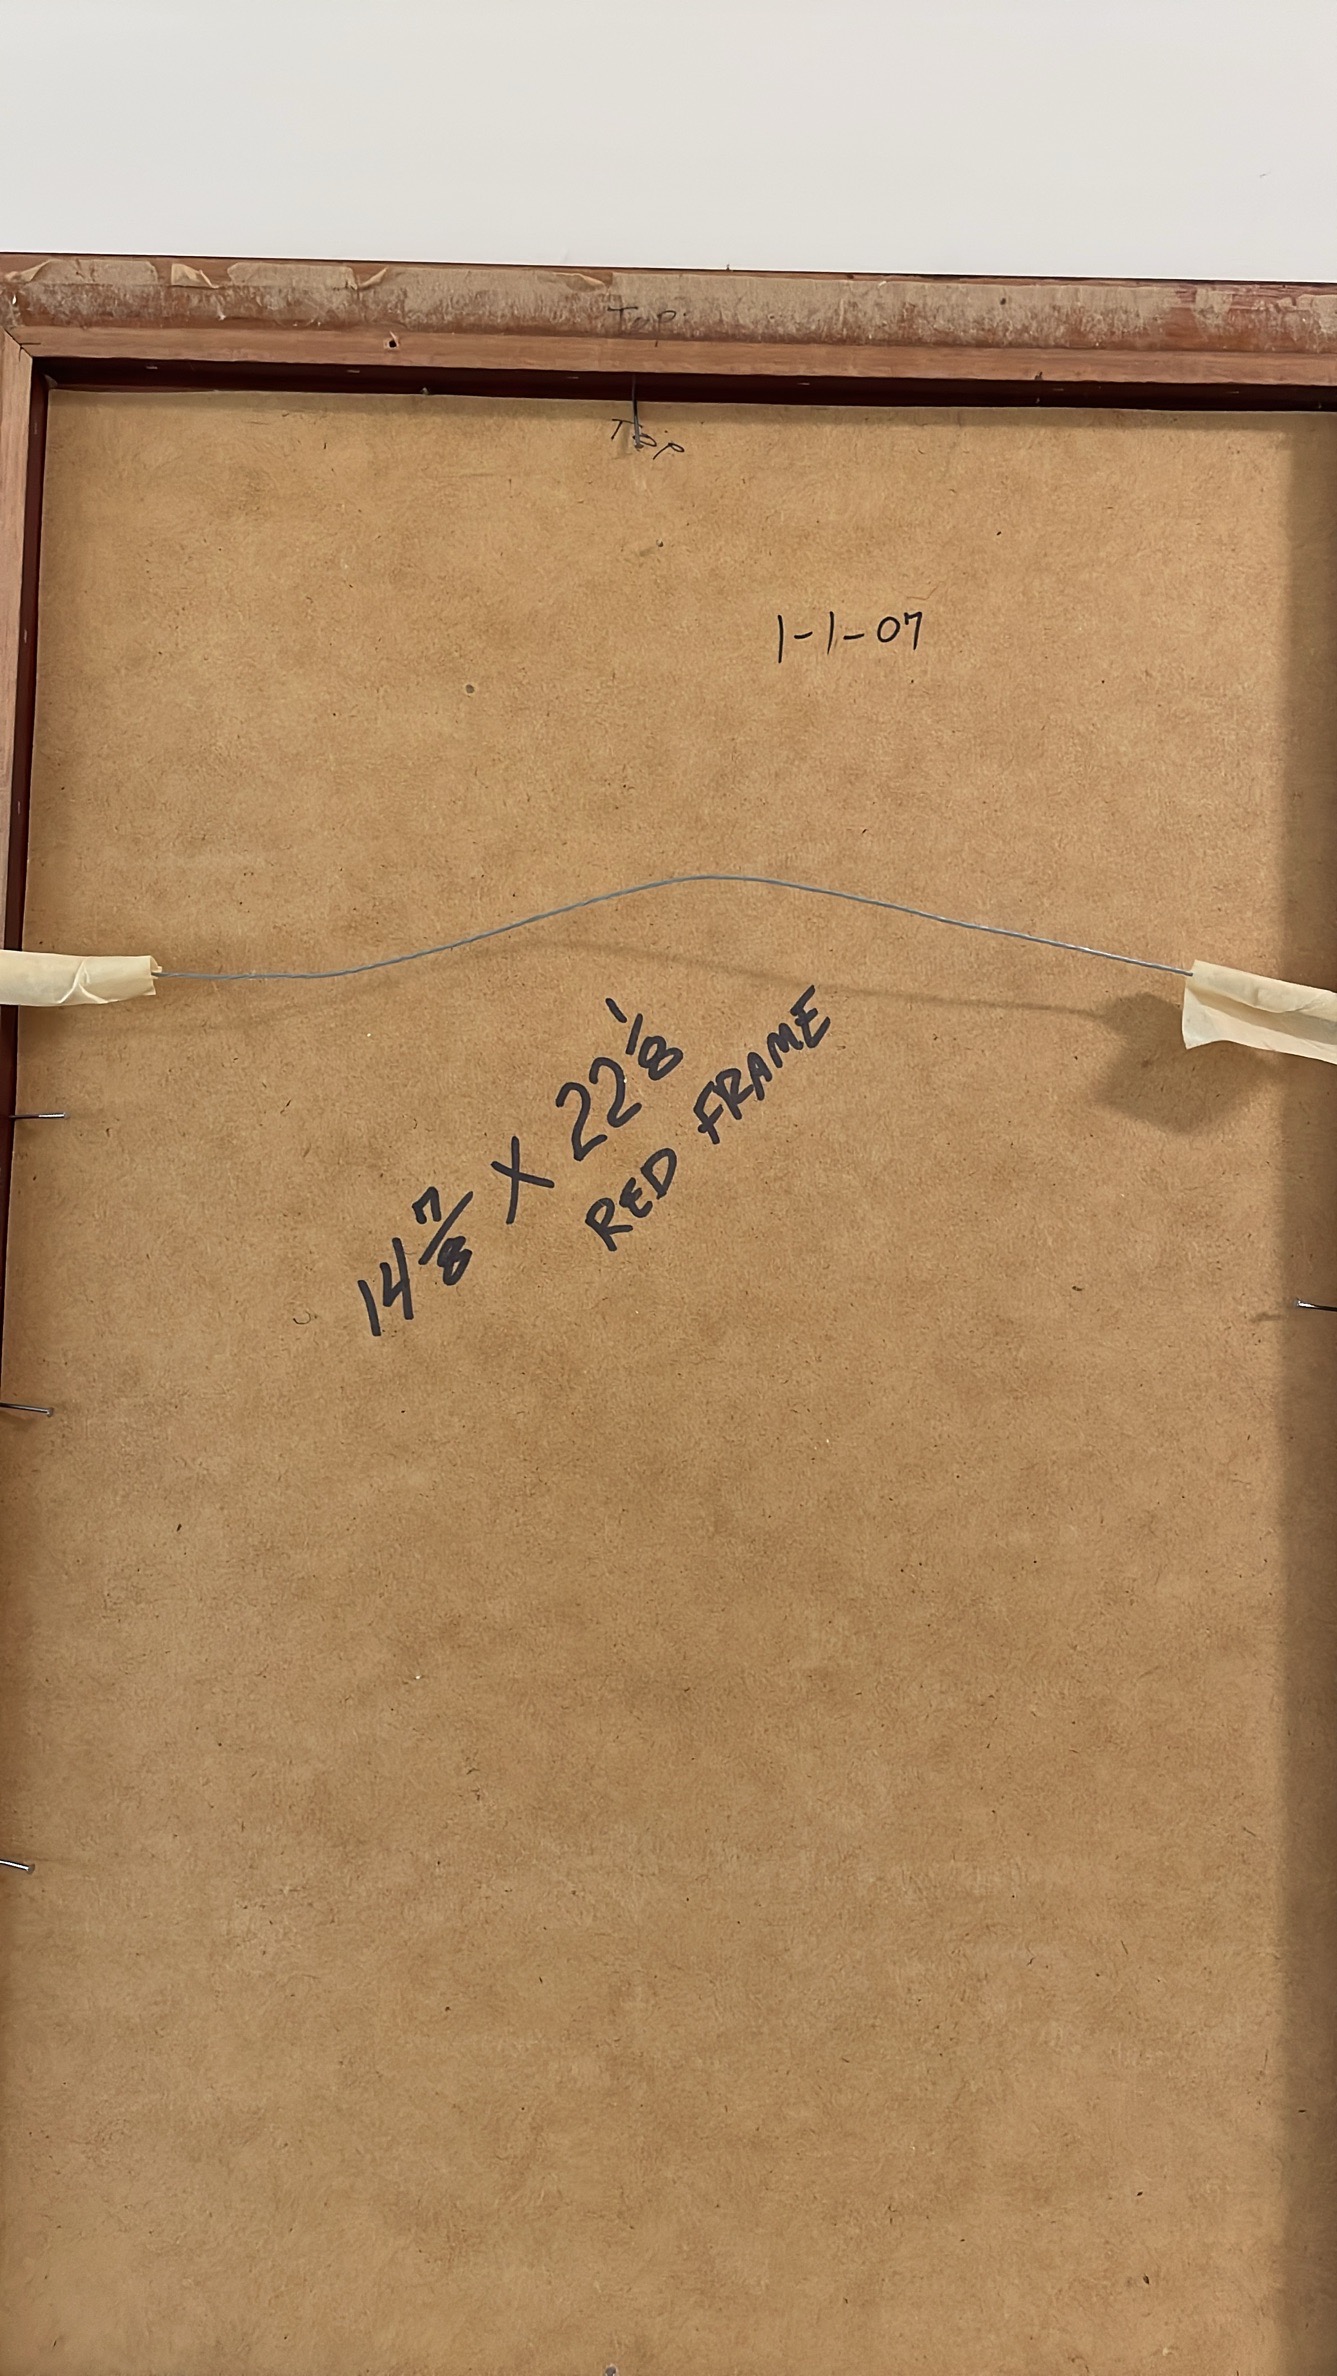 Top
Top
1-1-07
14 7/8 X 22 1/8
RED FRAME